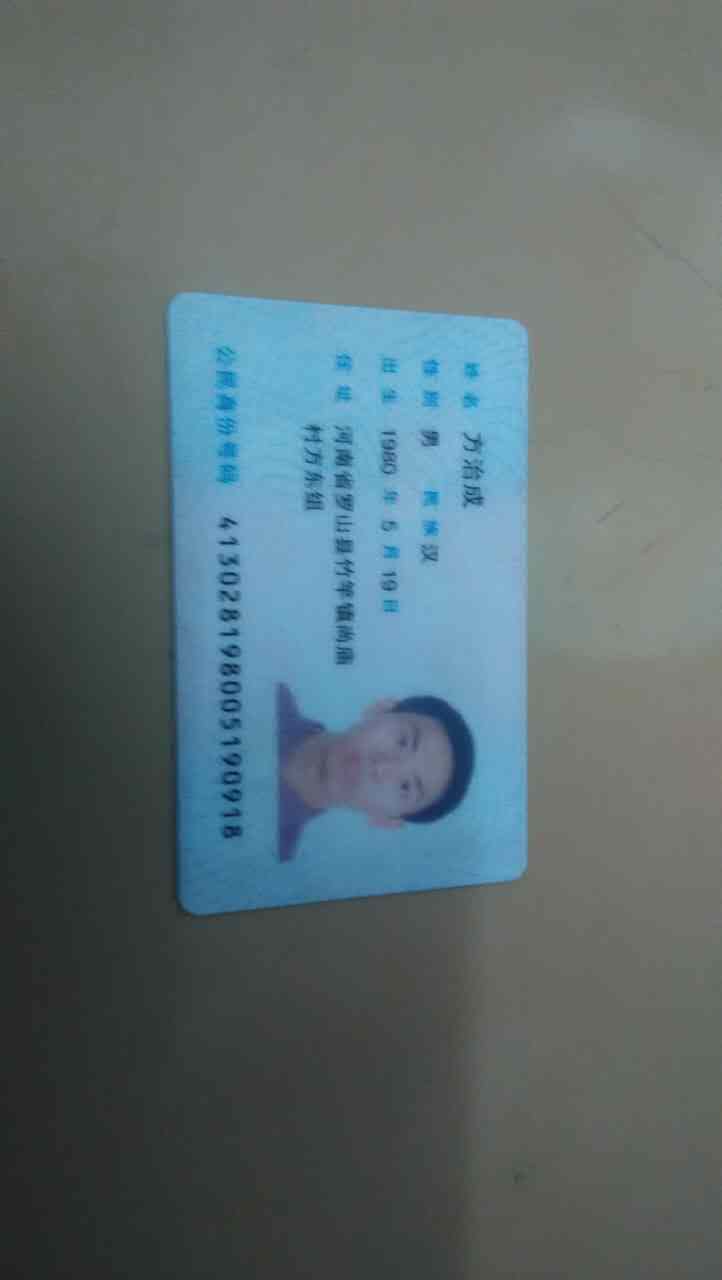 姓名 方治成
性别 男 民族 汉
出生 1980 年 5 月 19 日
住址 河南省罗山县竹竿镇尚庙
村方东组
公民身份号码 413028198005190918